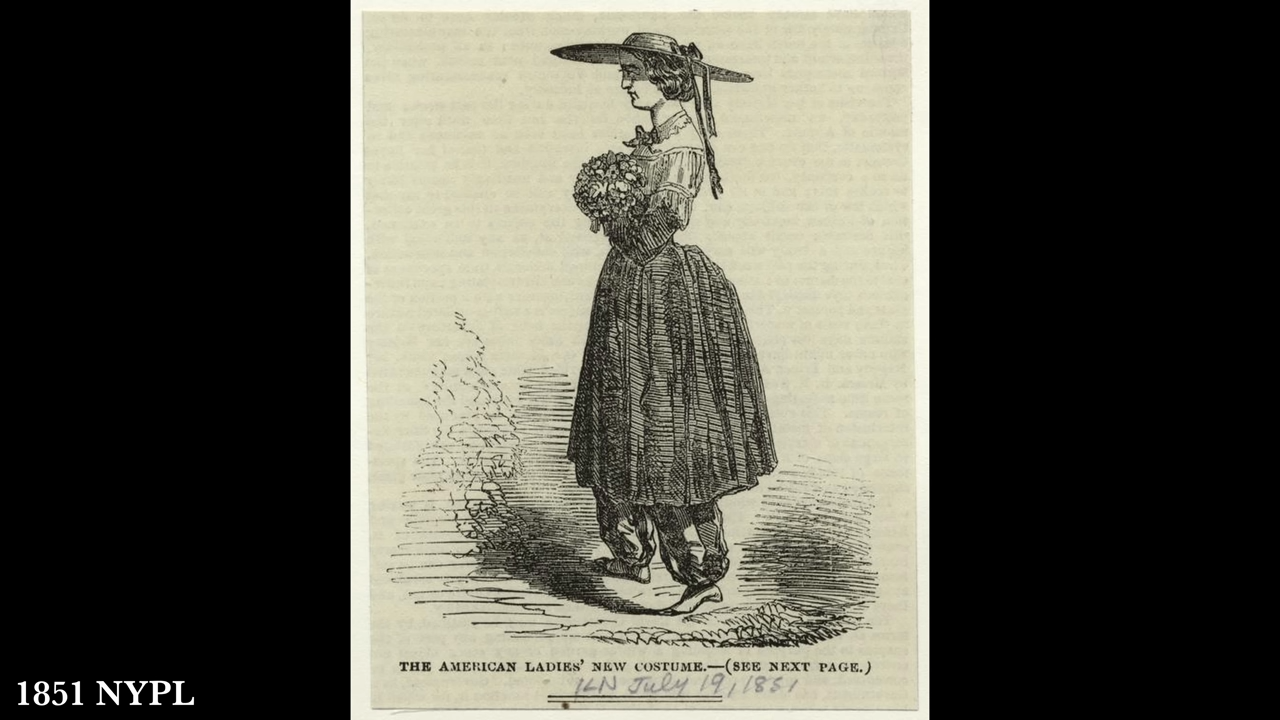 THE AMERICAN LADIES' NEW COSTUME.—(SEE NEXT PAGE.)
ILN July 19, 1851
1851 NYPL